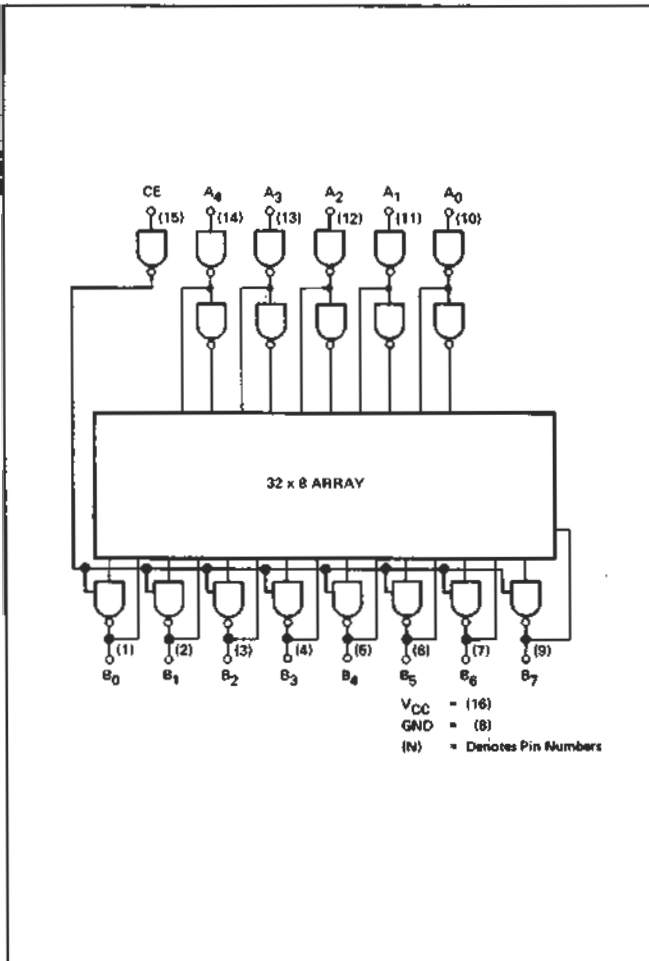 CE A4 A3 A2 A1 A0
(15) (14) (13) (12) (11) (10)
32 x 8 ARRAY
(1) (2) (3) (4) (5) (6) (7) (9)
B0 B1 B2 B3 B4 B5 B6 B7
VCC = (16)
GND = (8)
(N) = Denotes Pin Numbers